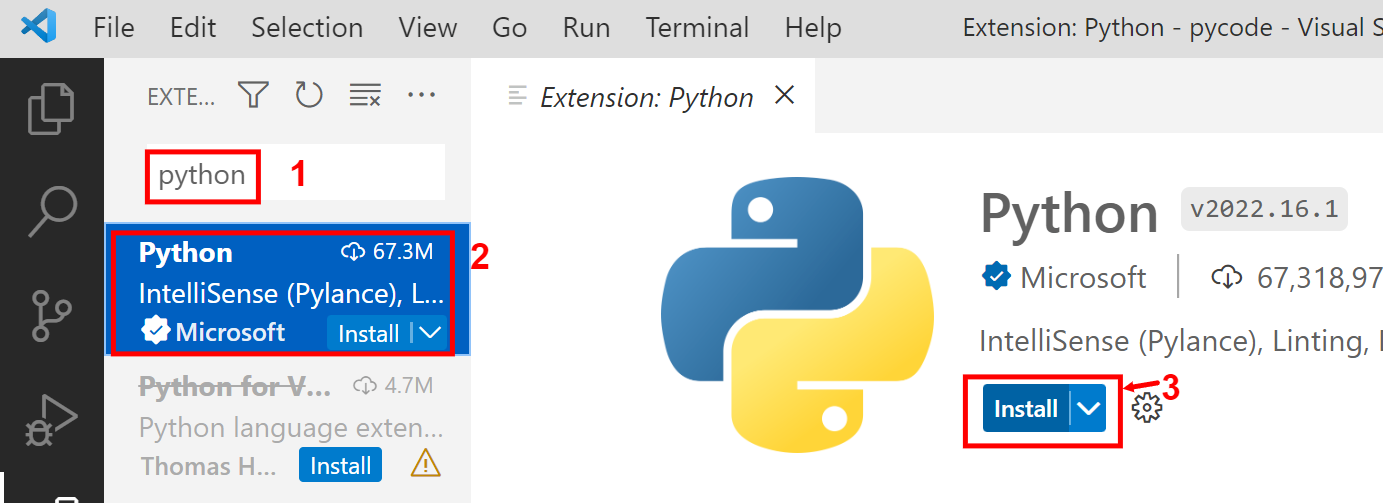 File Edit Selection View Go Run Terminal Help Extension: Python - pycode - Visual S
EXTE...
Extension: Python
python 1
Python 67.3M 2
IntelliSense (Pylance), L...
Microsoft Install
Python for V... 4.7M
Python language exten...
Thomas H... Install
Python v2022.16.1
Microsoft 67,318,97
IntelliSense (Pylance), Linting,
Install 3